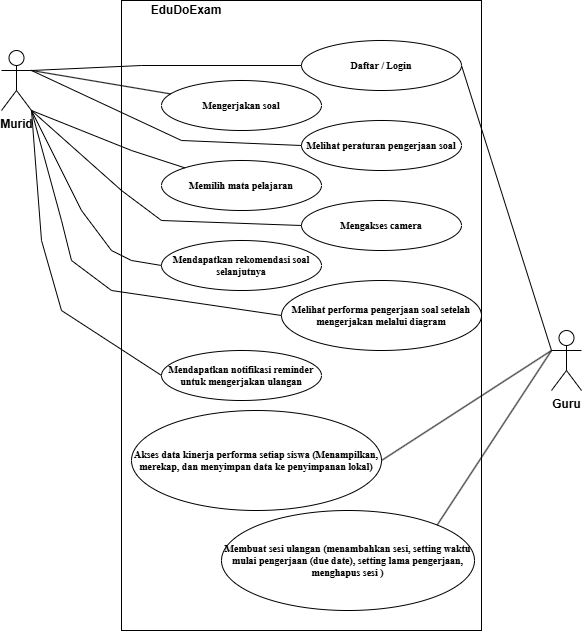 EduDoExam
Daftar / Login
Mengerjakan soal
Murid
Melihat peraturan pengerjaan soal
Memilih mata pelajaran
Mengakses camera
Mendapatkan rekomendasi soal
selanjutnya
Melihat performa pengerjaan soal setelah
mengerjakan melalui diagram
Mendapatkan notifikasi reminder
untuk mengerjakan ulangan
Guru
Akses data kinerja performa setiap siswa (Menampilkan,
merekap, dan menyimpan data ke penyimpanan lokal)
Membuat sesi ulangan (menambahkan sesi, setting waktu
mulai pengerjaan (due date), setting lama pengerjaan,
menghapus sesi )